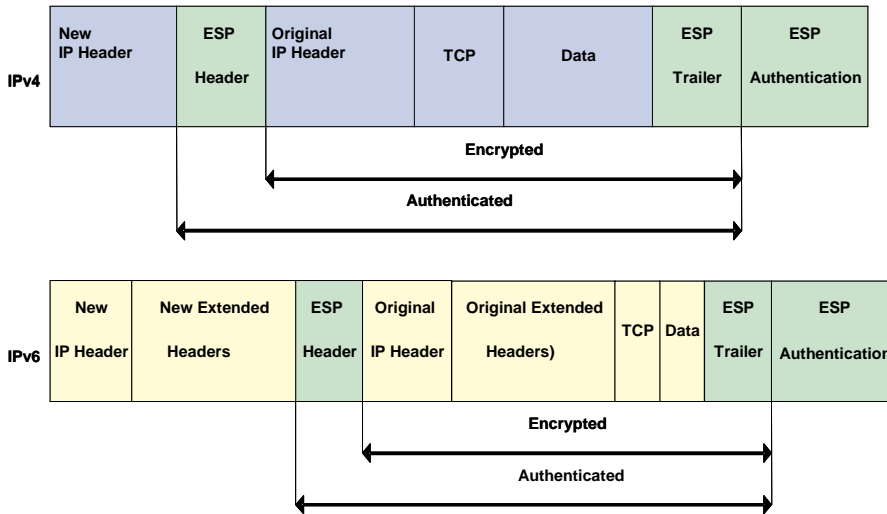 New
IP Header
ESP
Header
Original
IP Header
TCP
Data
ESP
Trailer
ESP
Authentication
IPv4
Encrypted
Authenticated
New
IP Header
New Extended
Headers
ESP
Header
Original
IP Header
Original Extended
Headers)
TCP
Data
ESP
Trailer
ESP
Authentication
IPv6
Encrypted
Authenticated